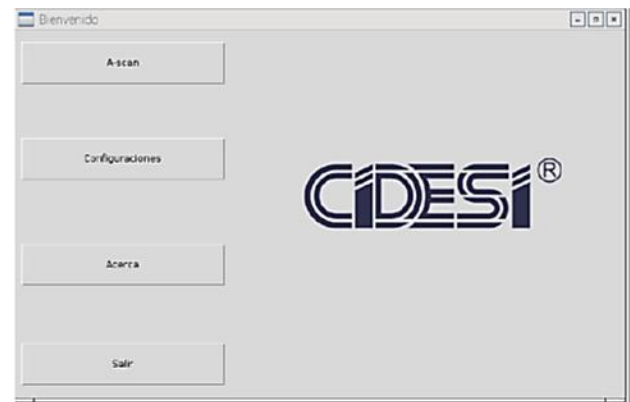 Bienvenido
A-scan
Configuraciones
CIDESI®
Acerca
Salir